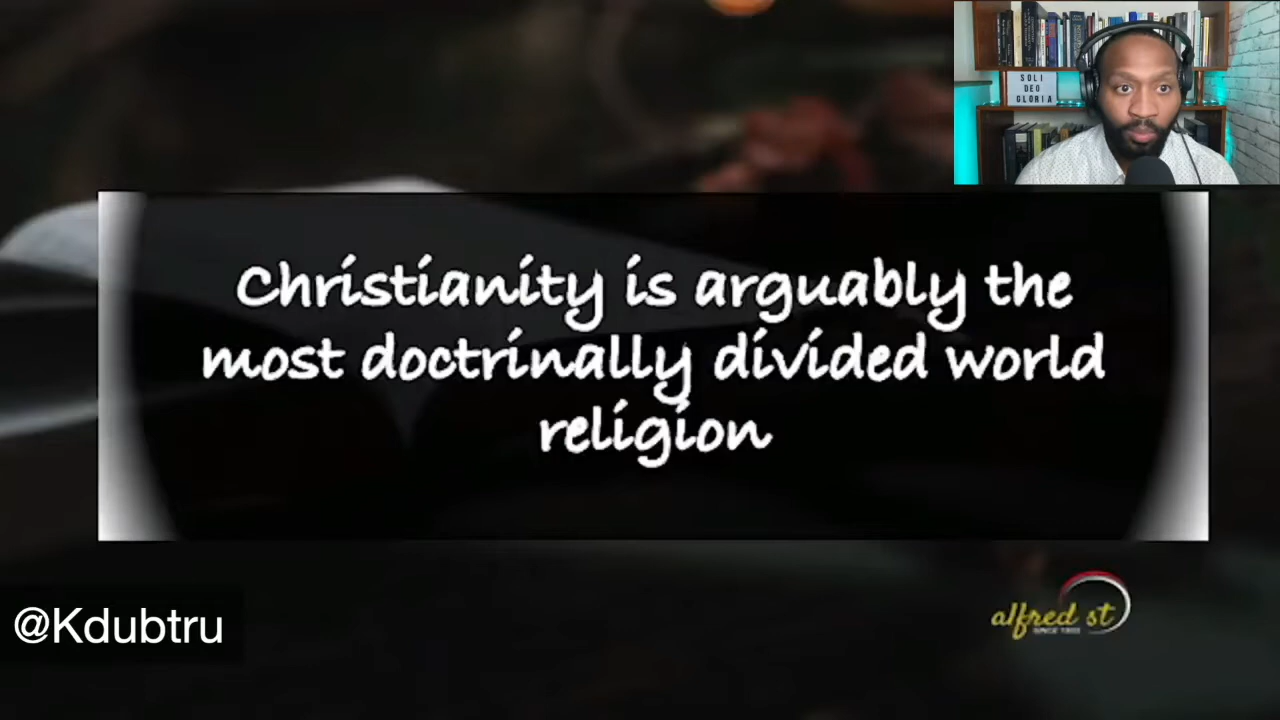 SOLI
DEO
GLORIA
Christianity is arguably the
most doctrinally divided world
religion
alfred st
@Kdubtru